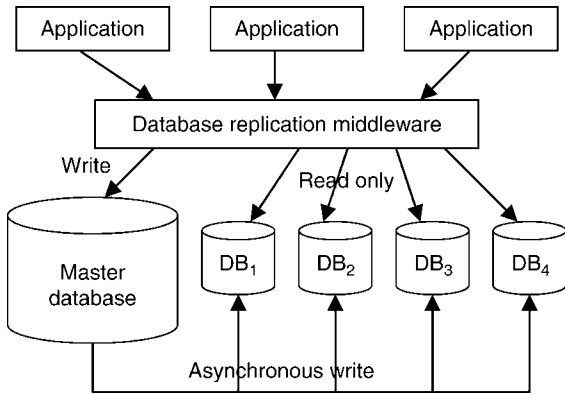 Application
Application
Application
Database replication middleware
Write
Read only
Master
database
DB₁
DB₂
DB₃
DB₄
Asynchronous write